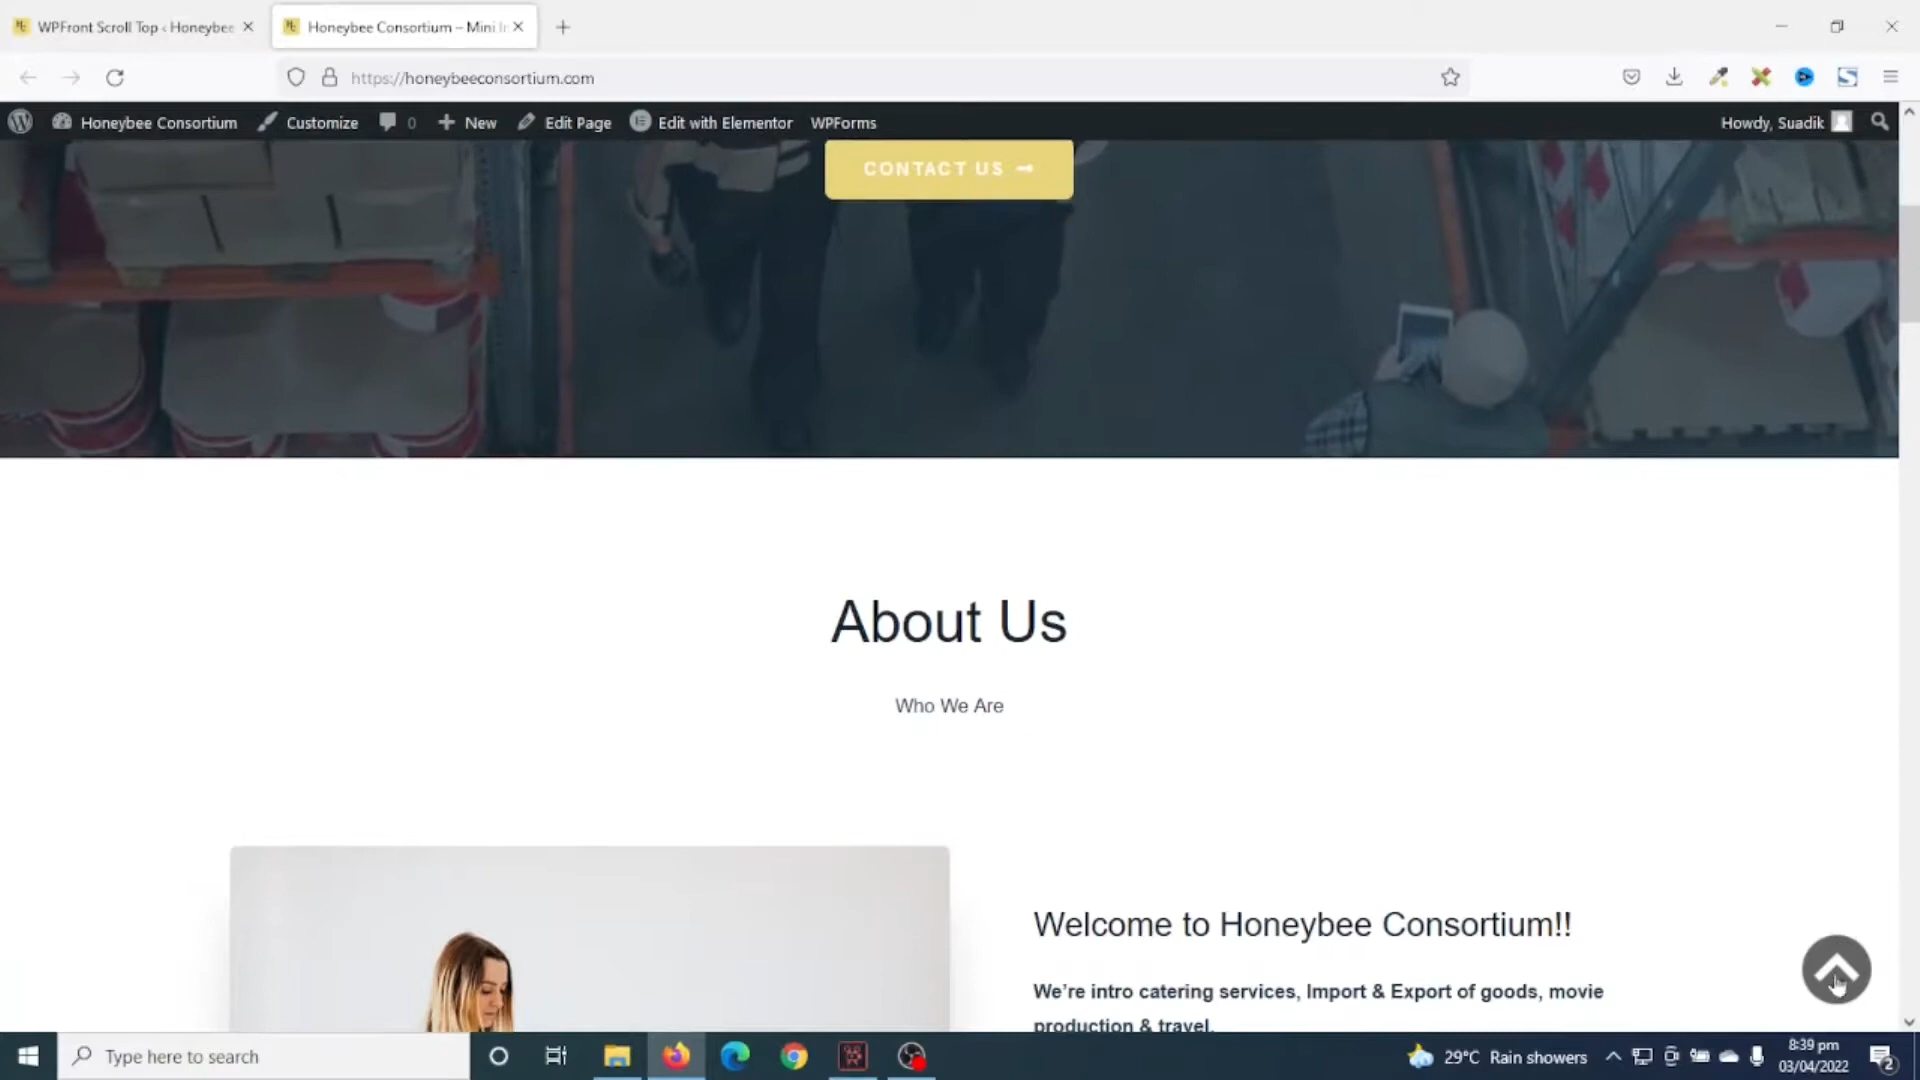 WPFront Scroll Top ‹ Honeybee
Honeybee Consortium – Mini I
https://honeybeeconsortium.com
Honeybee Consortium
Customize
0
New
Edit Page
Edit with Elementor
WPForms
Howdy, Suadik
CONTACT US
About Us
Who We Are
Welcome to Honeybee Consortium!!
We're intro catering services, Import & Export of goods, movie
production & travel.
Type here to search
29°C Rain showers
8:39 pm
03/04/2022
2